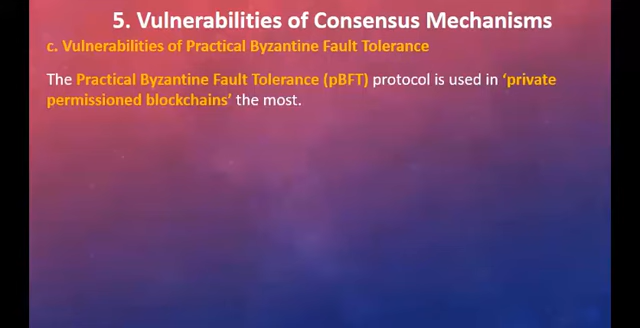 5. Vulnerabilities of Consensus Mechanisms
c. Vulnerabilities of Practical Byzantine Fault Tolerance
The Practical Byzantine Fault Tolerance (pBFT) protocol is used in ‘private
permissioned blockchains’ the most.